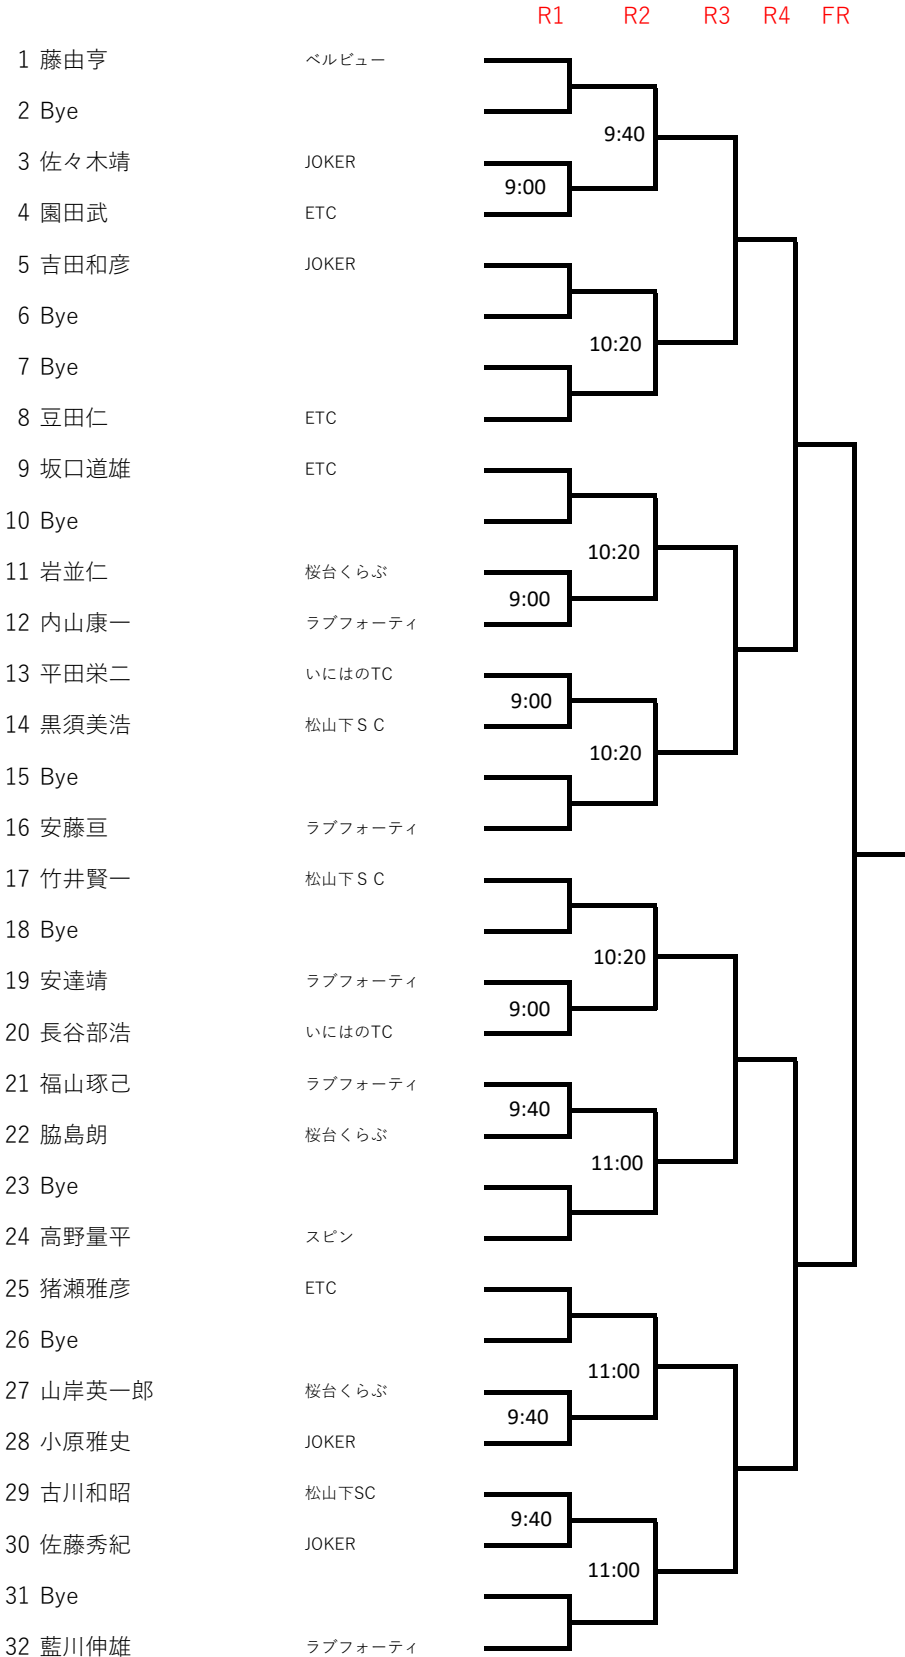 R1 R2 R3 R4 FR
1 藤由亨 ベルビュー
2 Bye
9:40
3 佐々木靖 JOKER
9:00
4 園田武 ETC
5 吉田和彦 JOKER
6 Bye
10:20
7 Bye
8 豆田仁 ETC
9 坂口道雄 ETC
10 Bye
10:20
11 岩並仁 桜台くらぶ
9:00
12 内山康一 ラブフォーティ
13 平田栄二 いにはのTC
9:00
14 黒須美浩 松山下ＳＣ
10:20
15 Bye
16 安藤亘 ラブフォーティ
17 竹井賢一 松山下ＳＣ
18 Bye
10:20
19 安達靖 ラブフォーティ
9:00
20 長谷部浩 いにはのTC
21 福山琢己 ラブフォーティ
9:40
22 脇島朗 桜台くらぶ
11:00
23 Bye
24 高野量平 スピン
25 猪瀬雅彦 ETC
26 Bye
11:00
27 山岸英一郎 桜台くらぶ
9:40
28 小原雅史 JOKER
29 古川和昭 松山下SC
9:40
30 佐藤秀紀 JOKER
11:00
31 Bye
32 藍川伸雄 ラブフォーティ